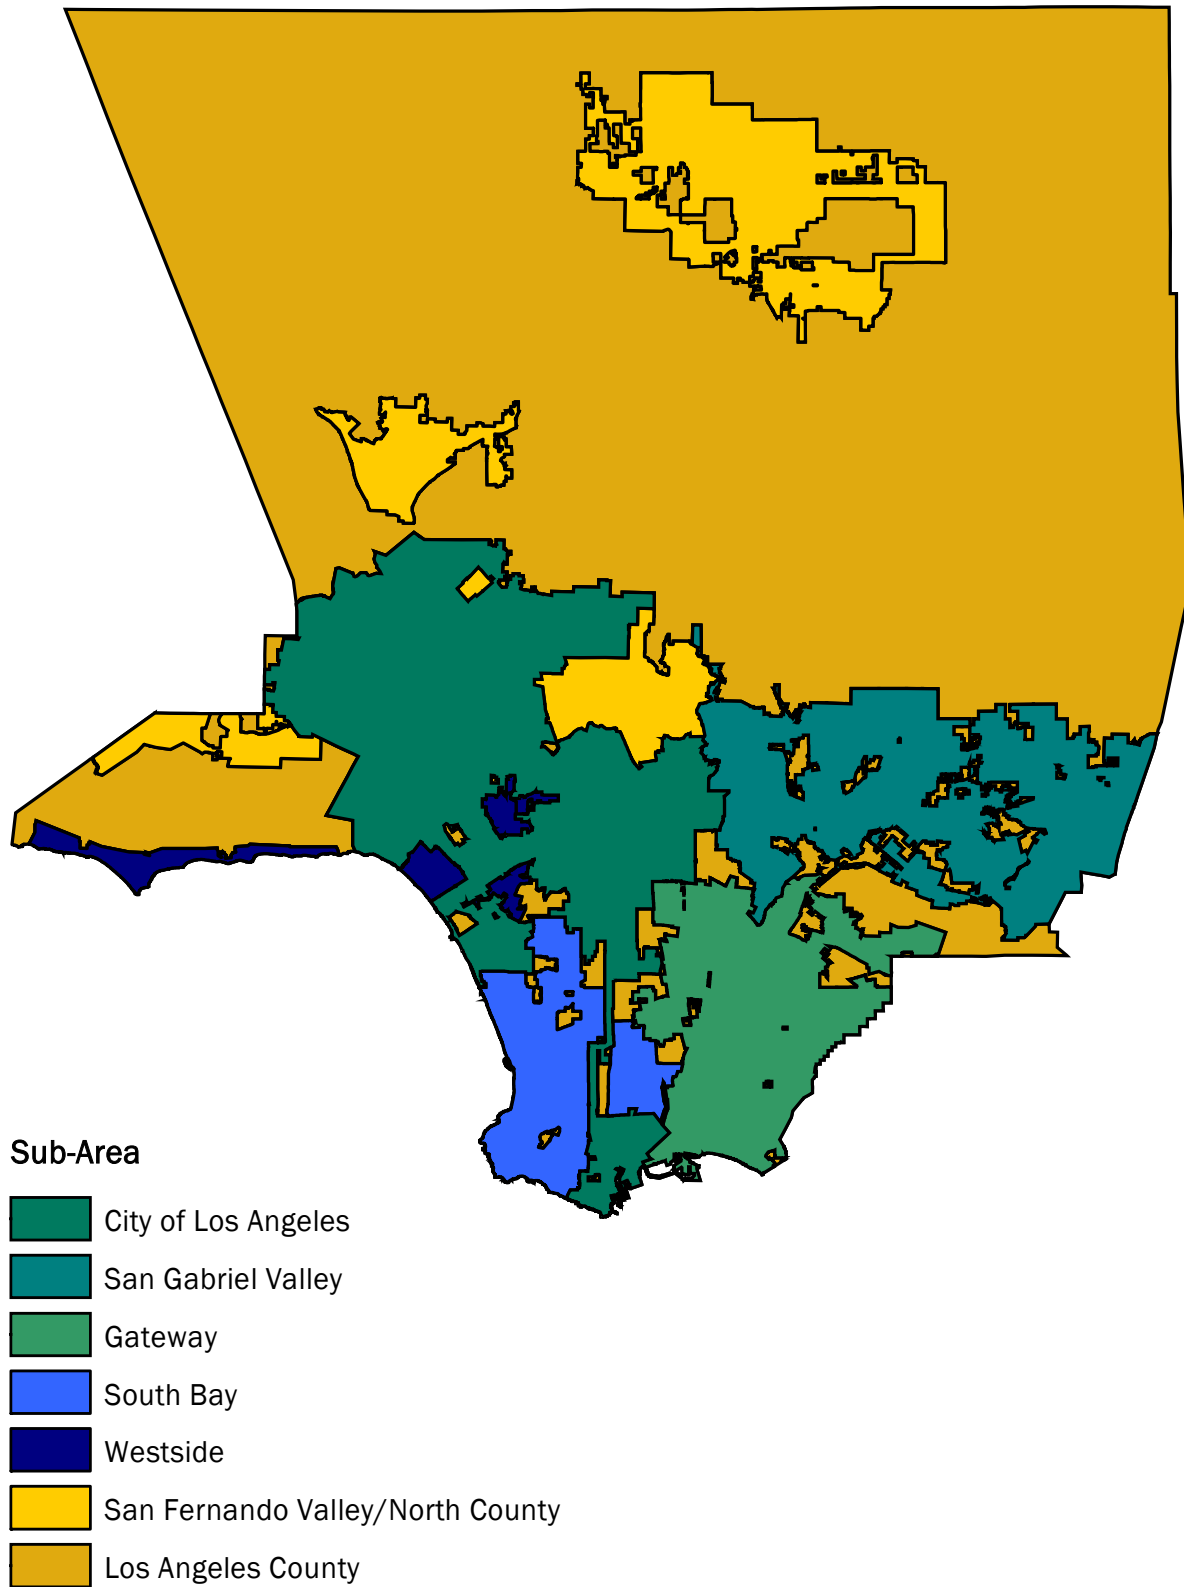 Sub-Area
City of Los Angeles
San Gabriel Valley
Gateway
South Bay
Westside
San Fernando Valley/North County
Los Angeles County